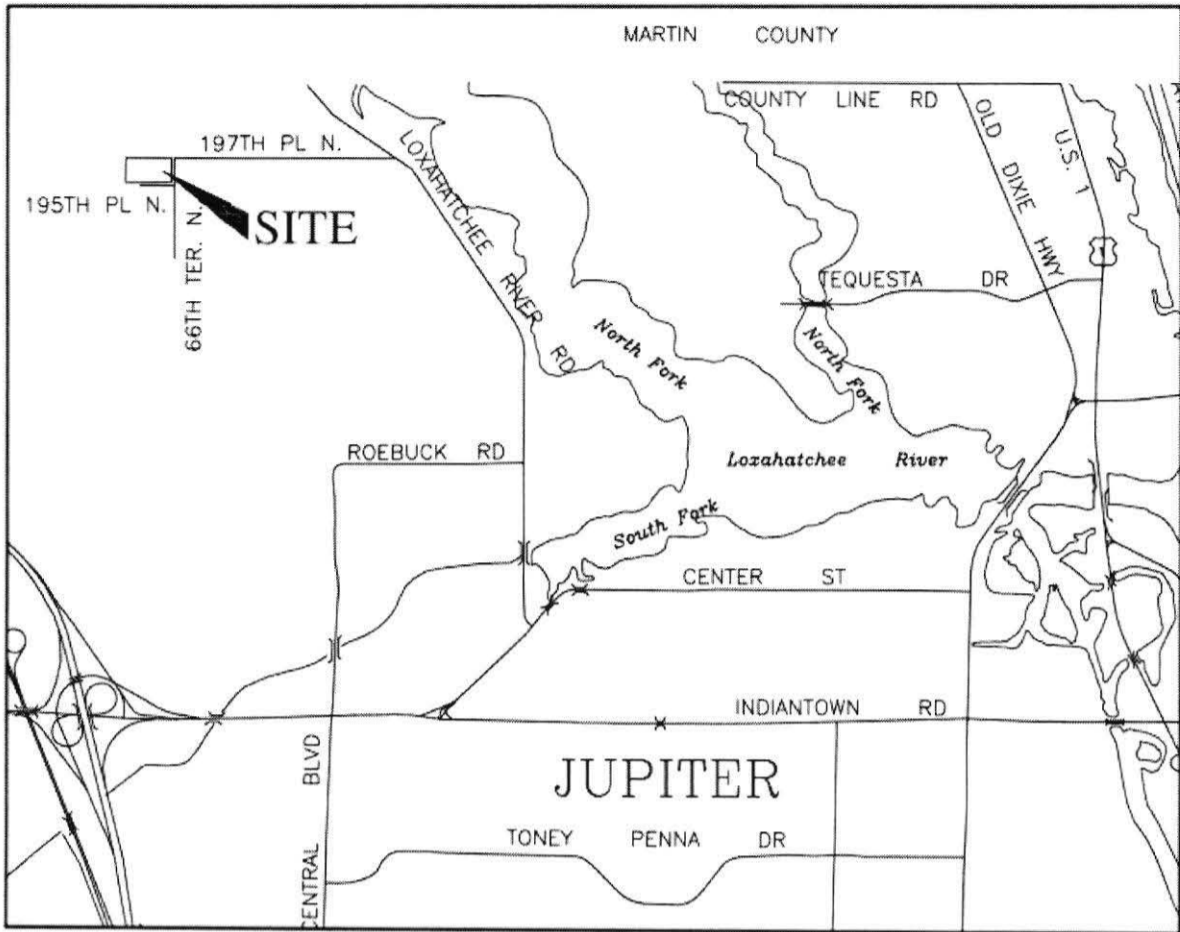 MARTIN COUNTY
COUNTY LINE RD
OLD DIXIE HWY
U.S. 1
1
197TH PL N.
LOXAHATCHEE RIVER RD
195TH PL N.
66TH TER. N.
SITE
TEQUESTA DR
North Fork
North Fork
ROEBUCK RD
Loxahatchee River
South Fork
CENTER ST
INDIANTOWN RD
CENTRAL BLVD
JUPITER
TONEY PENNA DR